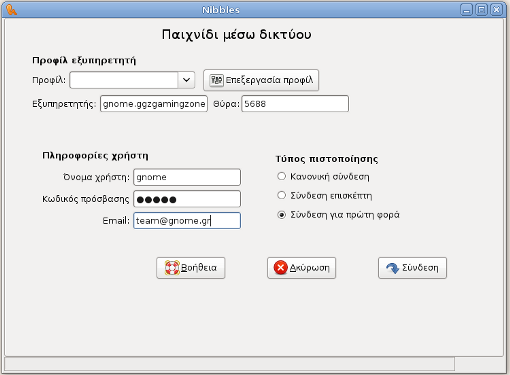 Nibbles
Παιχνίδι μέσω δικτύου
Προφίλ εξυπηρετητή
Προφίλ: Επεξεργασία προφίλ
Εξυπηρετητής: gnome.ggzgamingzone Θύρα: 5688
Πληροφορίες χρήστη
Τύπος πιστοποίησης
Όνομα χρήστη: gnome
Κανονική σύνδεση
Κωδικός πρόσβασης ●●●●●
Σύνδεση επισκέπτη
Email: team@gnome.gr
Σύνδεση για πρώτη φορά
Βοήθεια Ακύρωση Σύνδεση